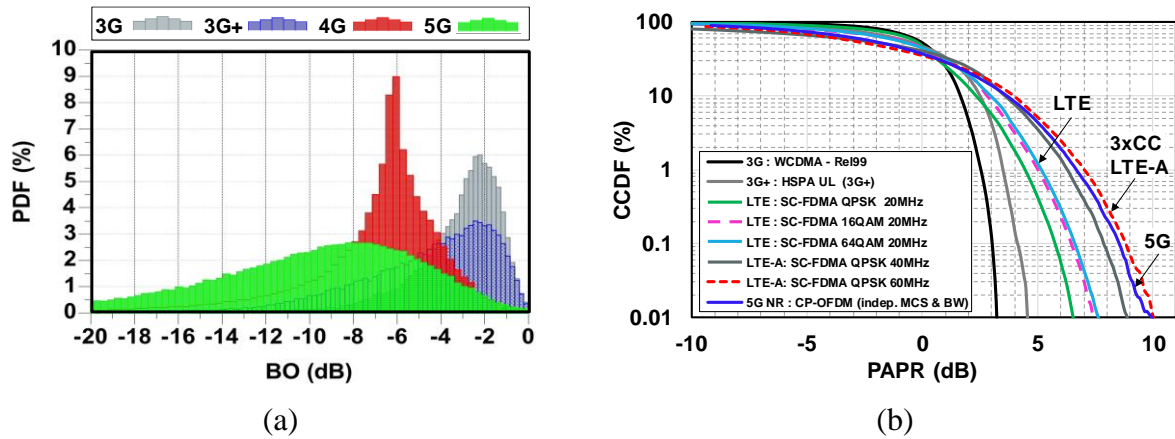 3G 3G+ 4G 5G
10
9
8
7
6
5
4
3
2
1
0
PDF (%)
-20 -18 -16 -14 -12 -10 -8 -6 -4 -2 0
BO (dB)
(a)
100
10
1
0.1
0.01
CCDF (%)
LTE
3xCC
LTE-A
5G
3G : WCDMA - Rel99
3G+ : HSPA UL (3G+)
LTE : SC-FDMA QPSK 20MHz
LTE : SC-FDMA 16QAM 20MHz
LTE : SC-FDMA 64QAM 20MHz
LTE-A: SC-FDMA QPSK 40MHz
LTE-A: SC-FDMA QPSK 60MHz
5G NR : CP-OFDM (indep. MCS & BW)
-10 -5 0 5 10
PAPR (dB)
(b)